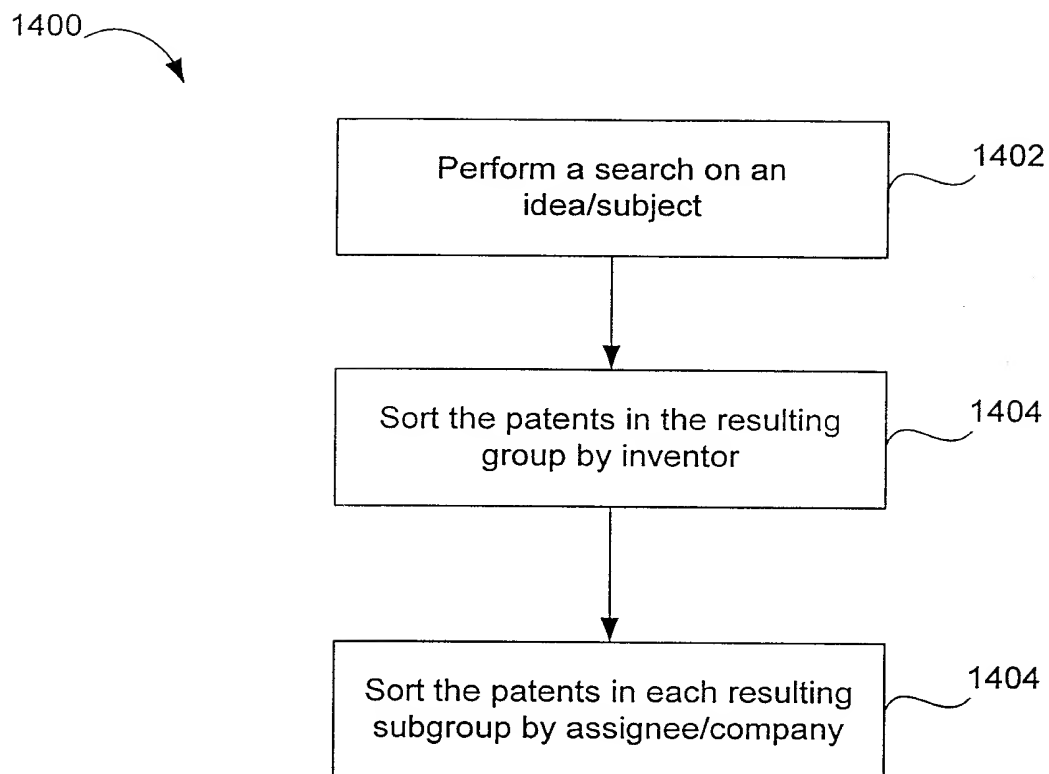 1400
Perform a search on an
idea/subject
1402
Sort the patents in the resulting
group by inventor
1404
Sort the patents in each resulting
subgroup by assignee/company
1404